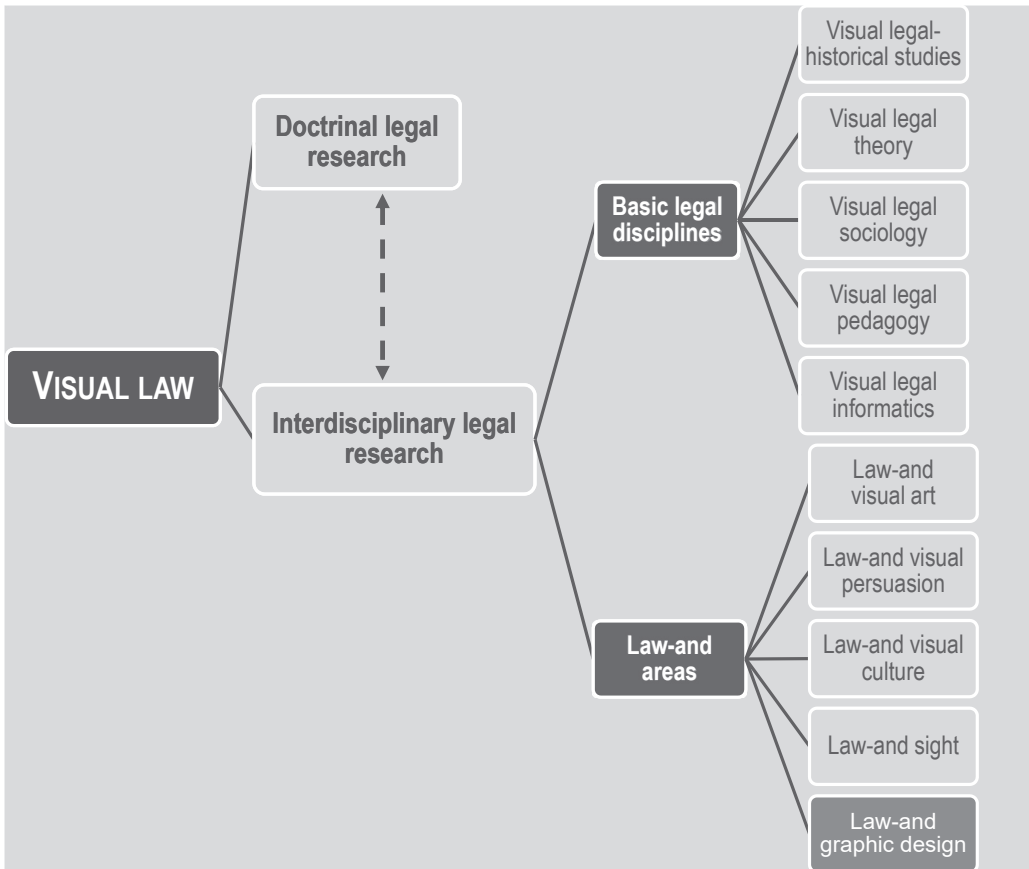 VISUAL LAW
Doctrinal legal
research
Interdisciplinary legal
research
Basic legal
disciplines
Visual legal-
historical studies
Visual legal
theory
Visual legal
sociology
Visual legal
pedagogy
Visual legal
informatics
Law-and
areas
Law-and
visual art
Law-and visual
persuasion
Law-and visual
culture
Law-and sight
Law-and
graphic design